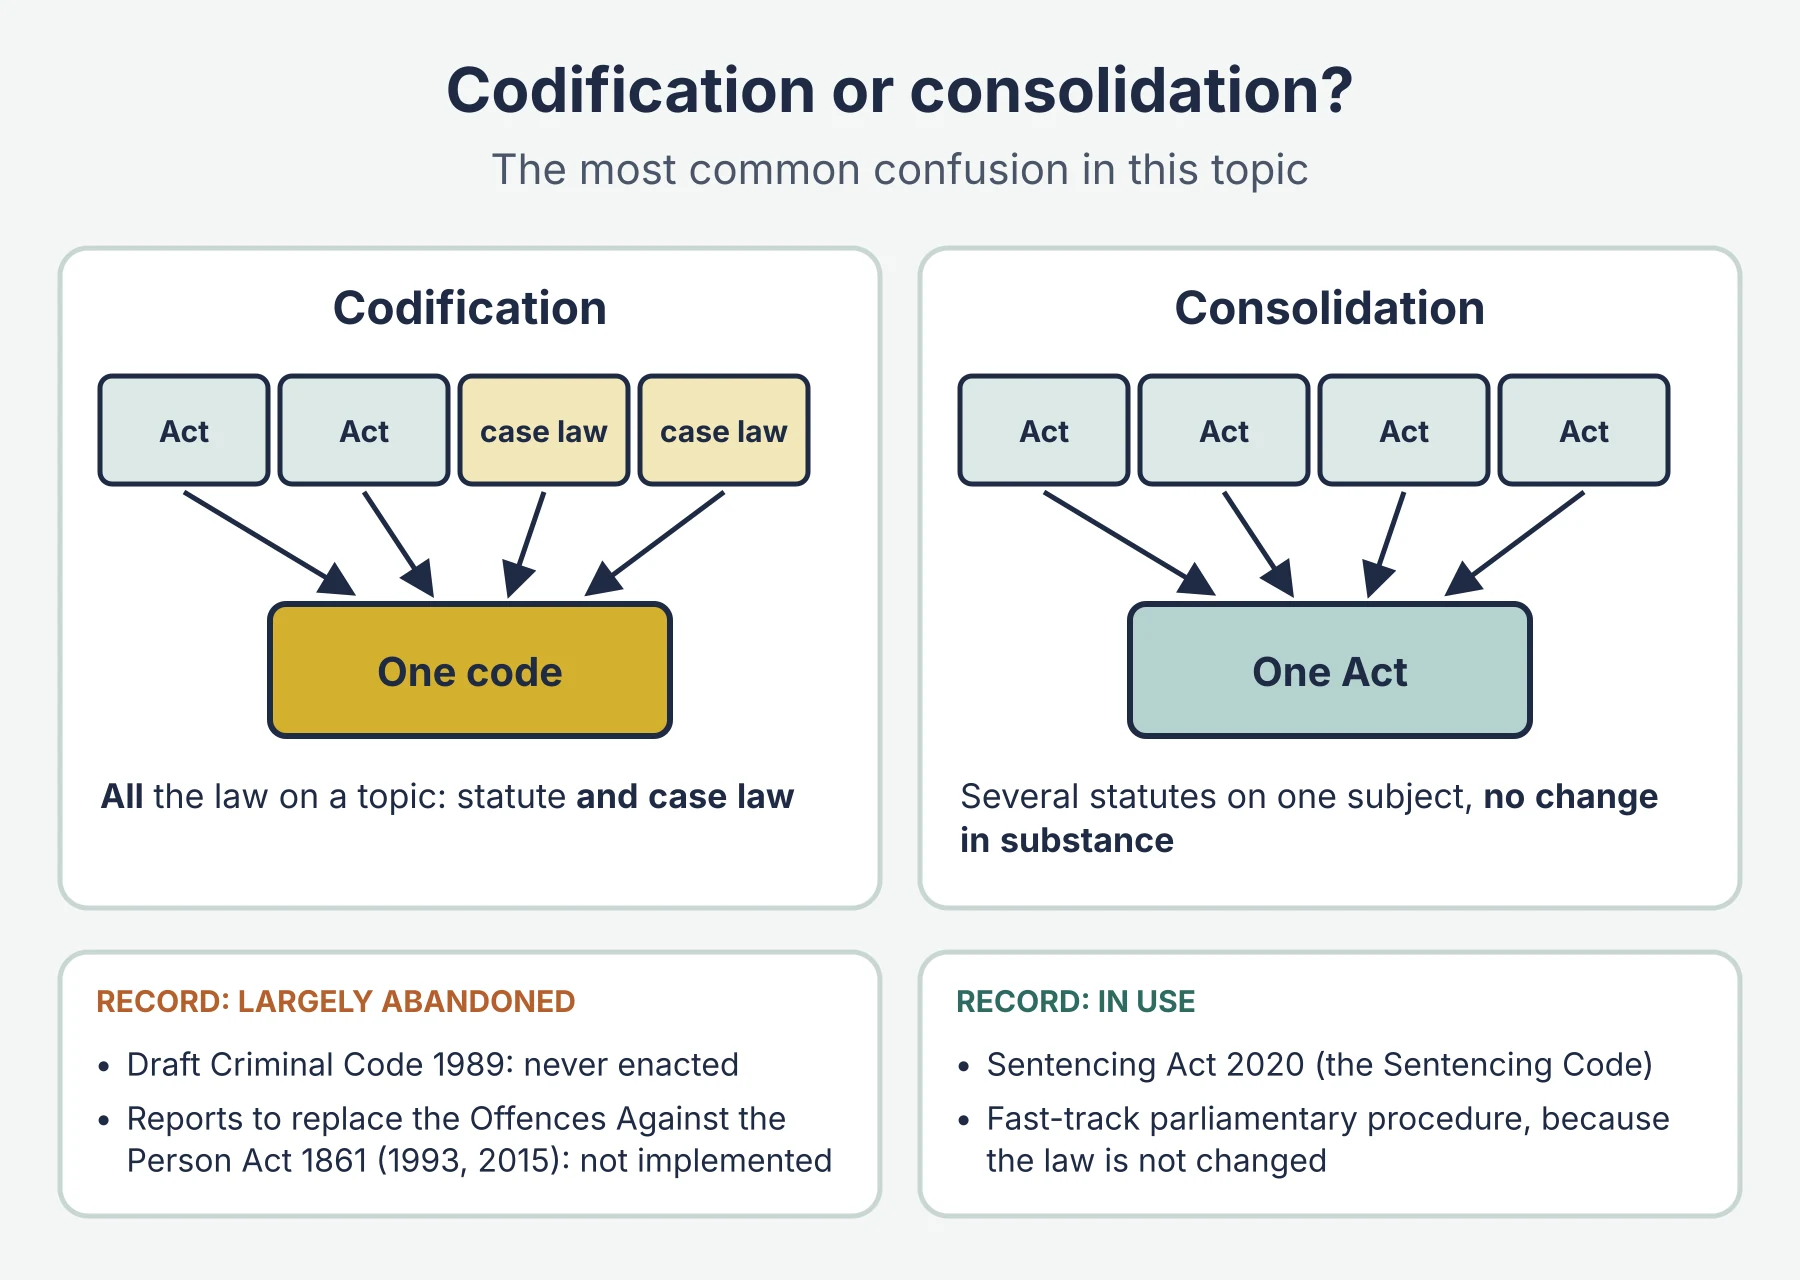 Codification or consolidation?
The most common confusion in this topic
Codification
Act
Act
case law
case law
One code
All the law on a topic: statute and case law
Consolidation
Act
Act
Act
Act
One Act
Several statutes on one subject, no change
in substance
RECORD: LARGELY ABANDONED
• Draft Criminal Code 1989: never enacted
• Reports to replace the Offences Against the
Person Act 1861 (1993, 2015): not implemented
RECORD: IN USE
• Sentencing Act 2020 (the Sentencing Code)
• Fast-track parliamentary procedure, because
the law is not changed